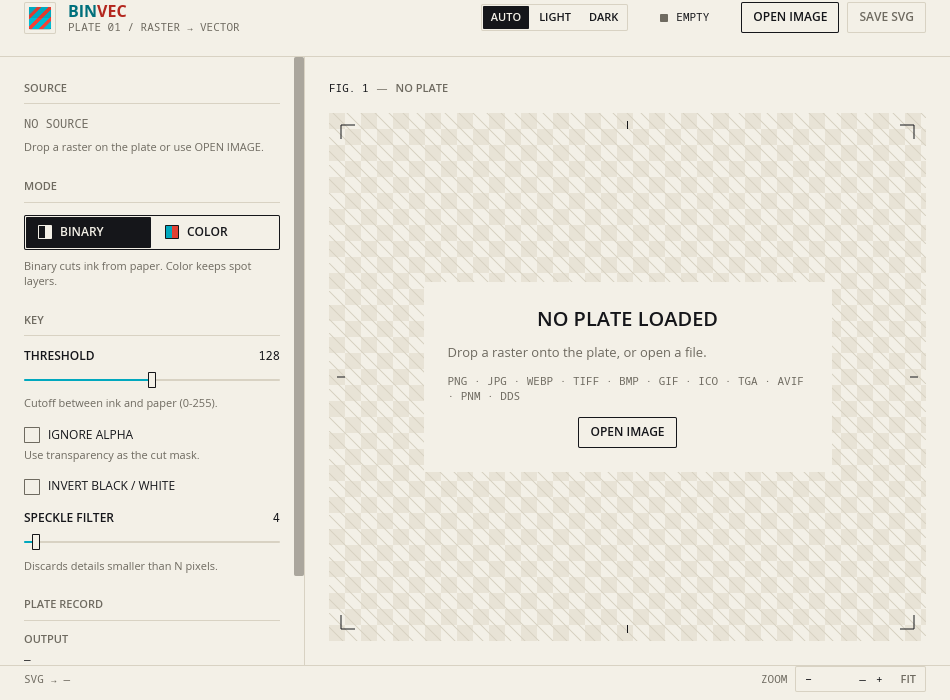 BINVEC
PLATE 01 / RASTER → VECTOR
AUTO LIGHT DARK
EMPTY
OPEN IMAGE
SAVE SVG
SOURCE
NO SOURCE
Drop a raster on the plate or use OPEN IMAGE.
MODE
BINARY
COLOR
Binary cuts ink from paper. Color keeps spot
layers.
KEY
THRESHOLD 128
Cutoff between ink and paper (0-255).
IGNORE ALPHA
Use transparency as the cut mask.
INVERT BLACK / WHITE
SPECKLE FILTER 4
Discards details smaller than N pixels.
PLATE RECORD
OUTPUT
—
FIG. 1 — NO PLATE
NO PLATE LOADED
Drop a raster onto the plate, or open a file.
PNG · JPG · WEBP · TIFF · BMP · GIF · ICO · TGA · AVIF
· PNM · DDS
OPEN IMAGE
SVG → —
ZOOM − — + FIT